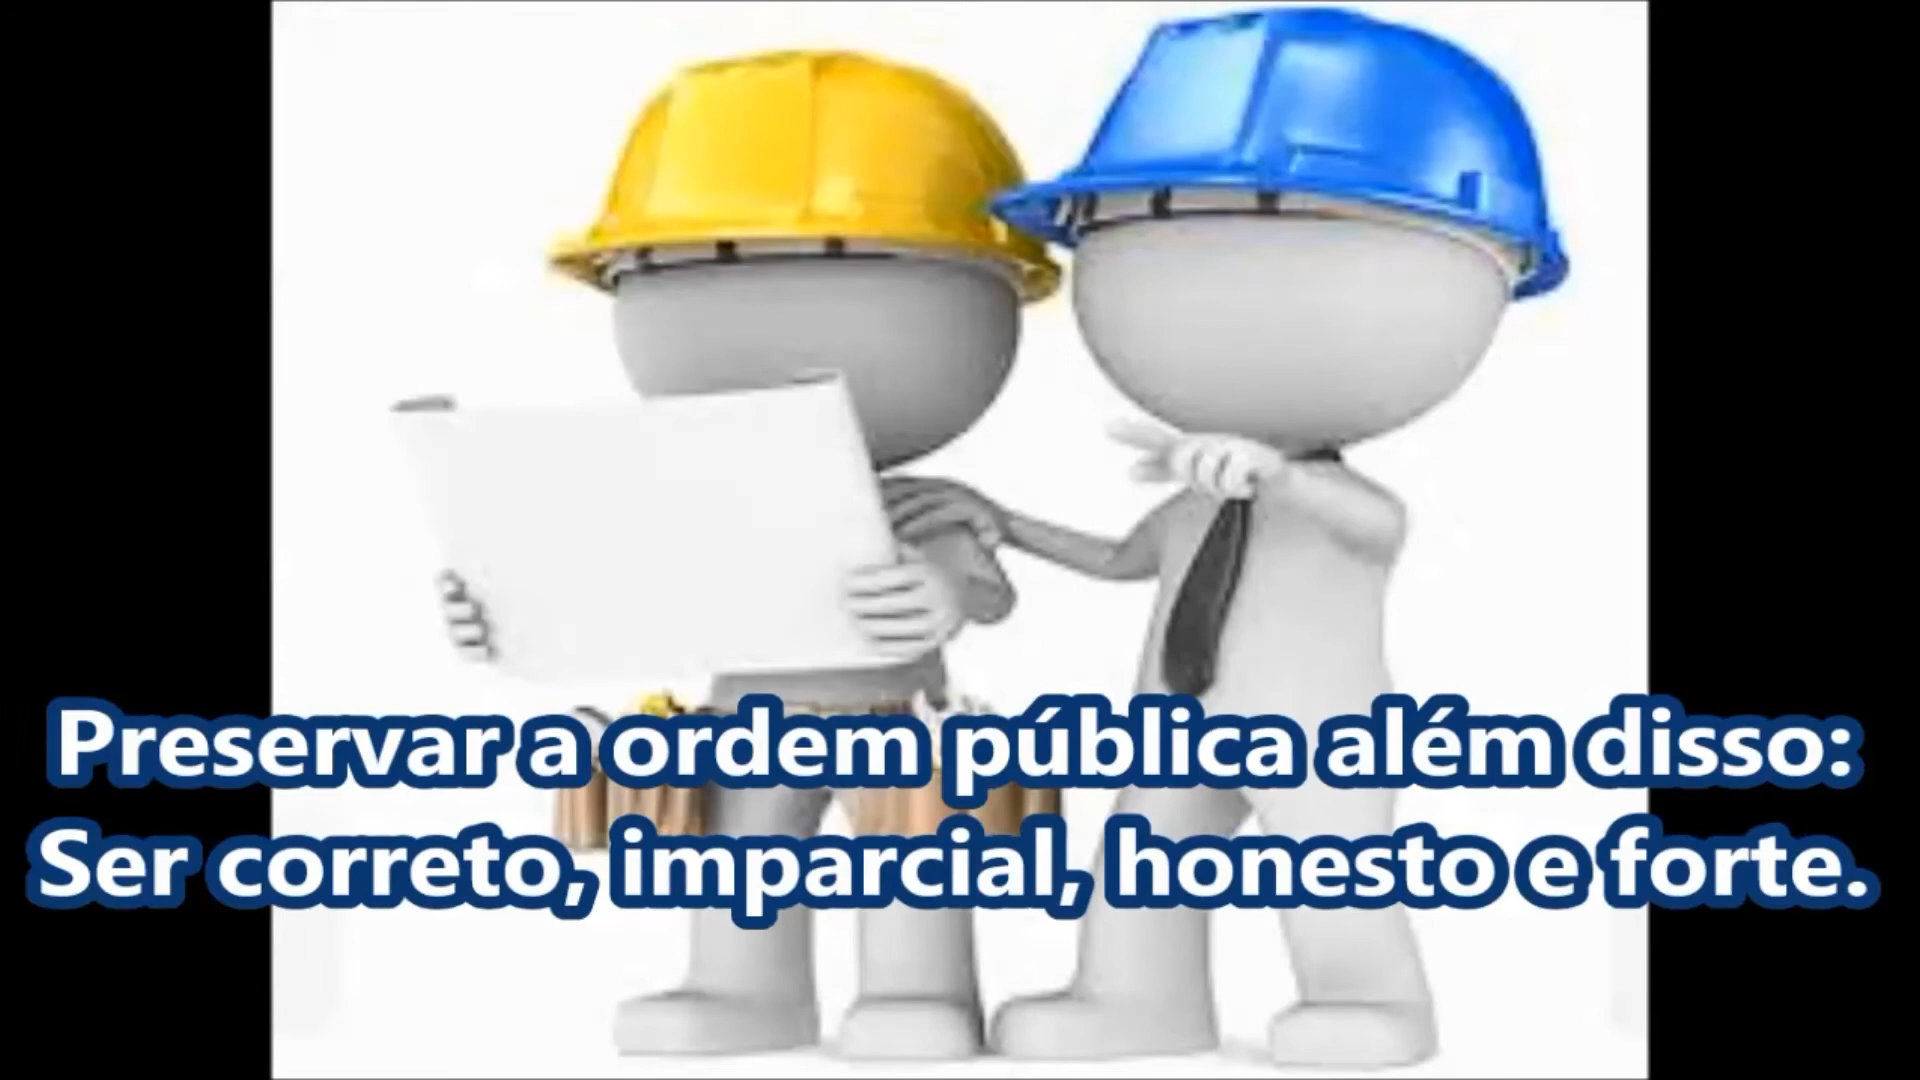 Preservar a ordem pública além disso:
Ser correto, imparcial, honesto e forte.